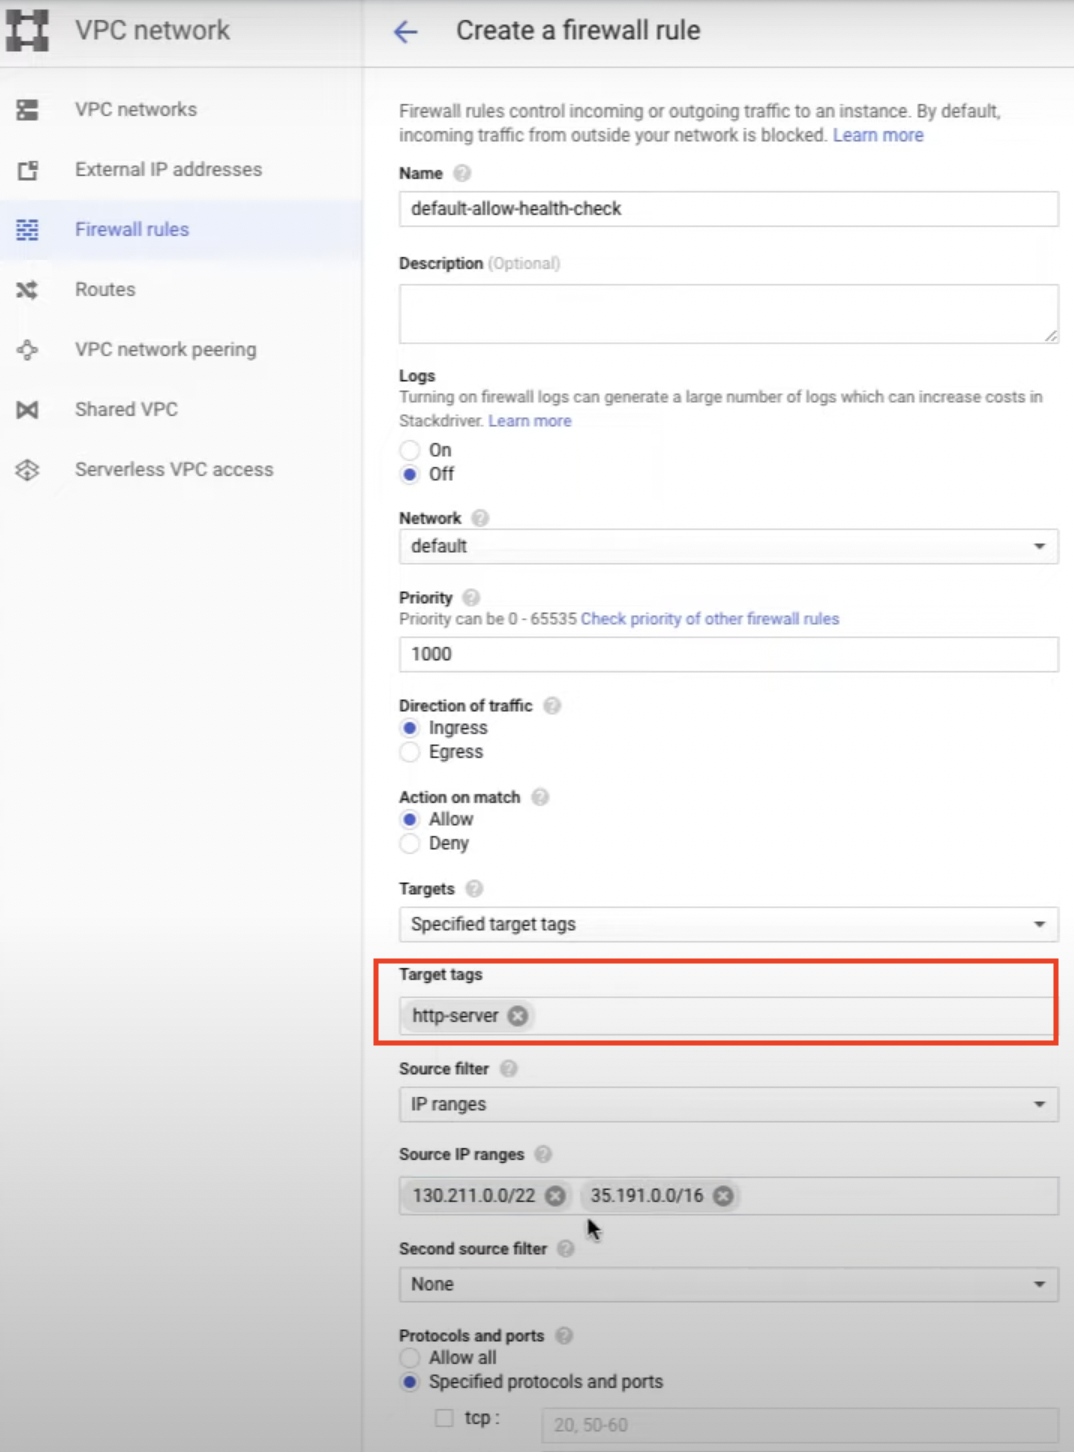 VPC network
VPC networks
External IP addresses
Firewall rules
Routes
VPC network peering
Shared VPC
Serverless VPC access
Create a firewall rule
Firewall rules control incoming or outgoing traffic to an instance. By default,
incoming traffic from outside your network is blocked. Learn more
Name
default-allow-health-check
Description (Optional)
Logs
Turning on firewall logs can generate a large number of logs which can increase costs in
Stackdriver. Learn more
On
Off
Network
default
Priority
Priority can be 0 - 65535 Check priority of other firewall rules
1000
Direction of traffic
Ingress
Egress
Action on match
Allow
Deny
Targets
Specified target tags
Target tags
http-server
Source filter
IP ranges
Source IP ranges
130.211.0.0/22 35.191.0.0/16
Second source filter
None
Protocols and ports
Allow all
Specified protocols and ports
tcp : 20, 50-60